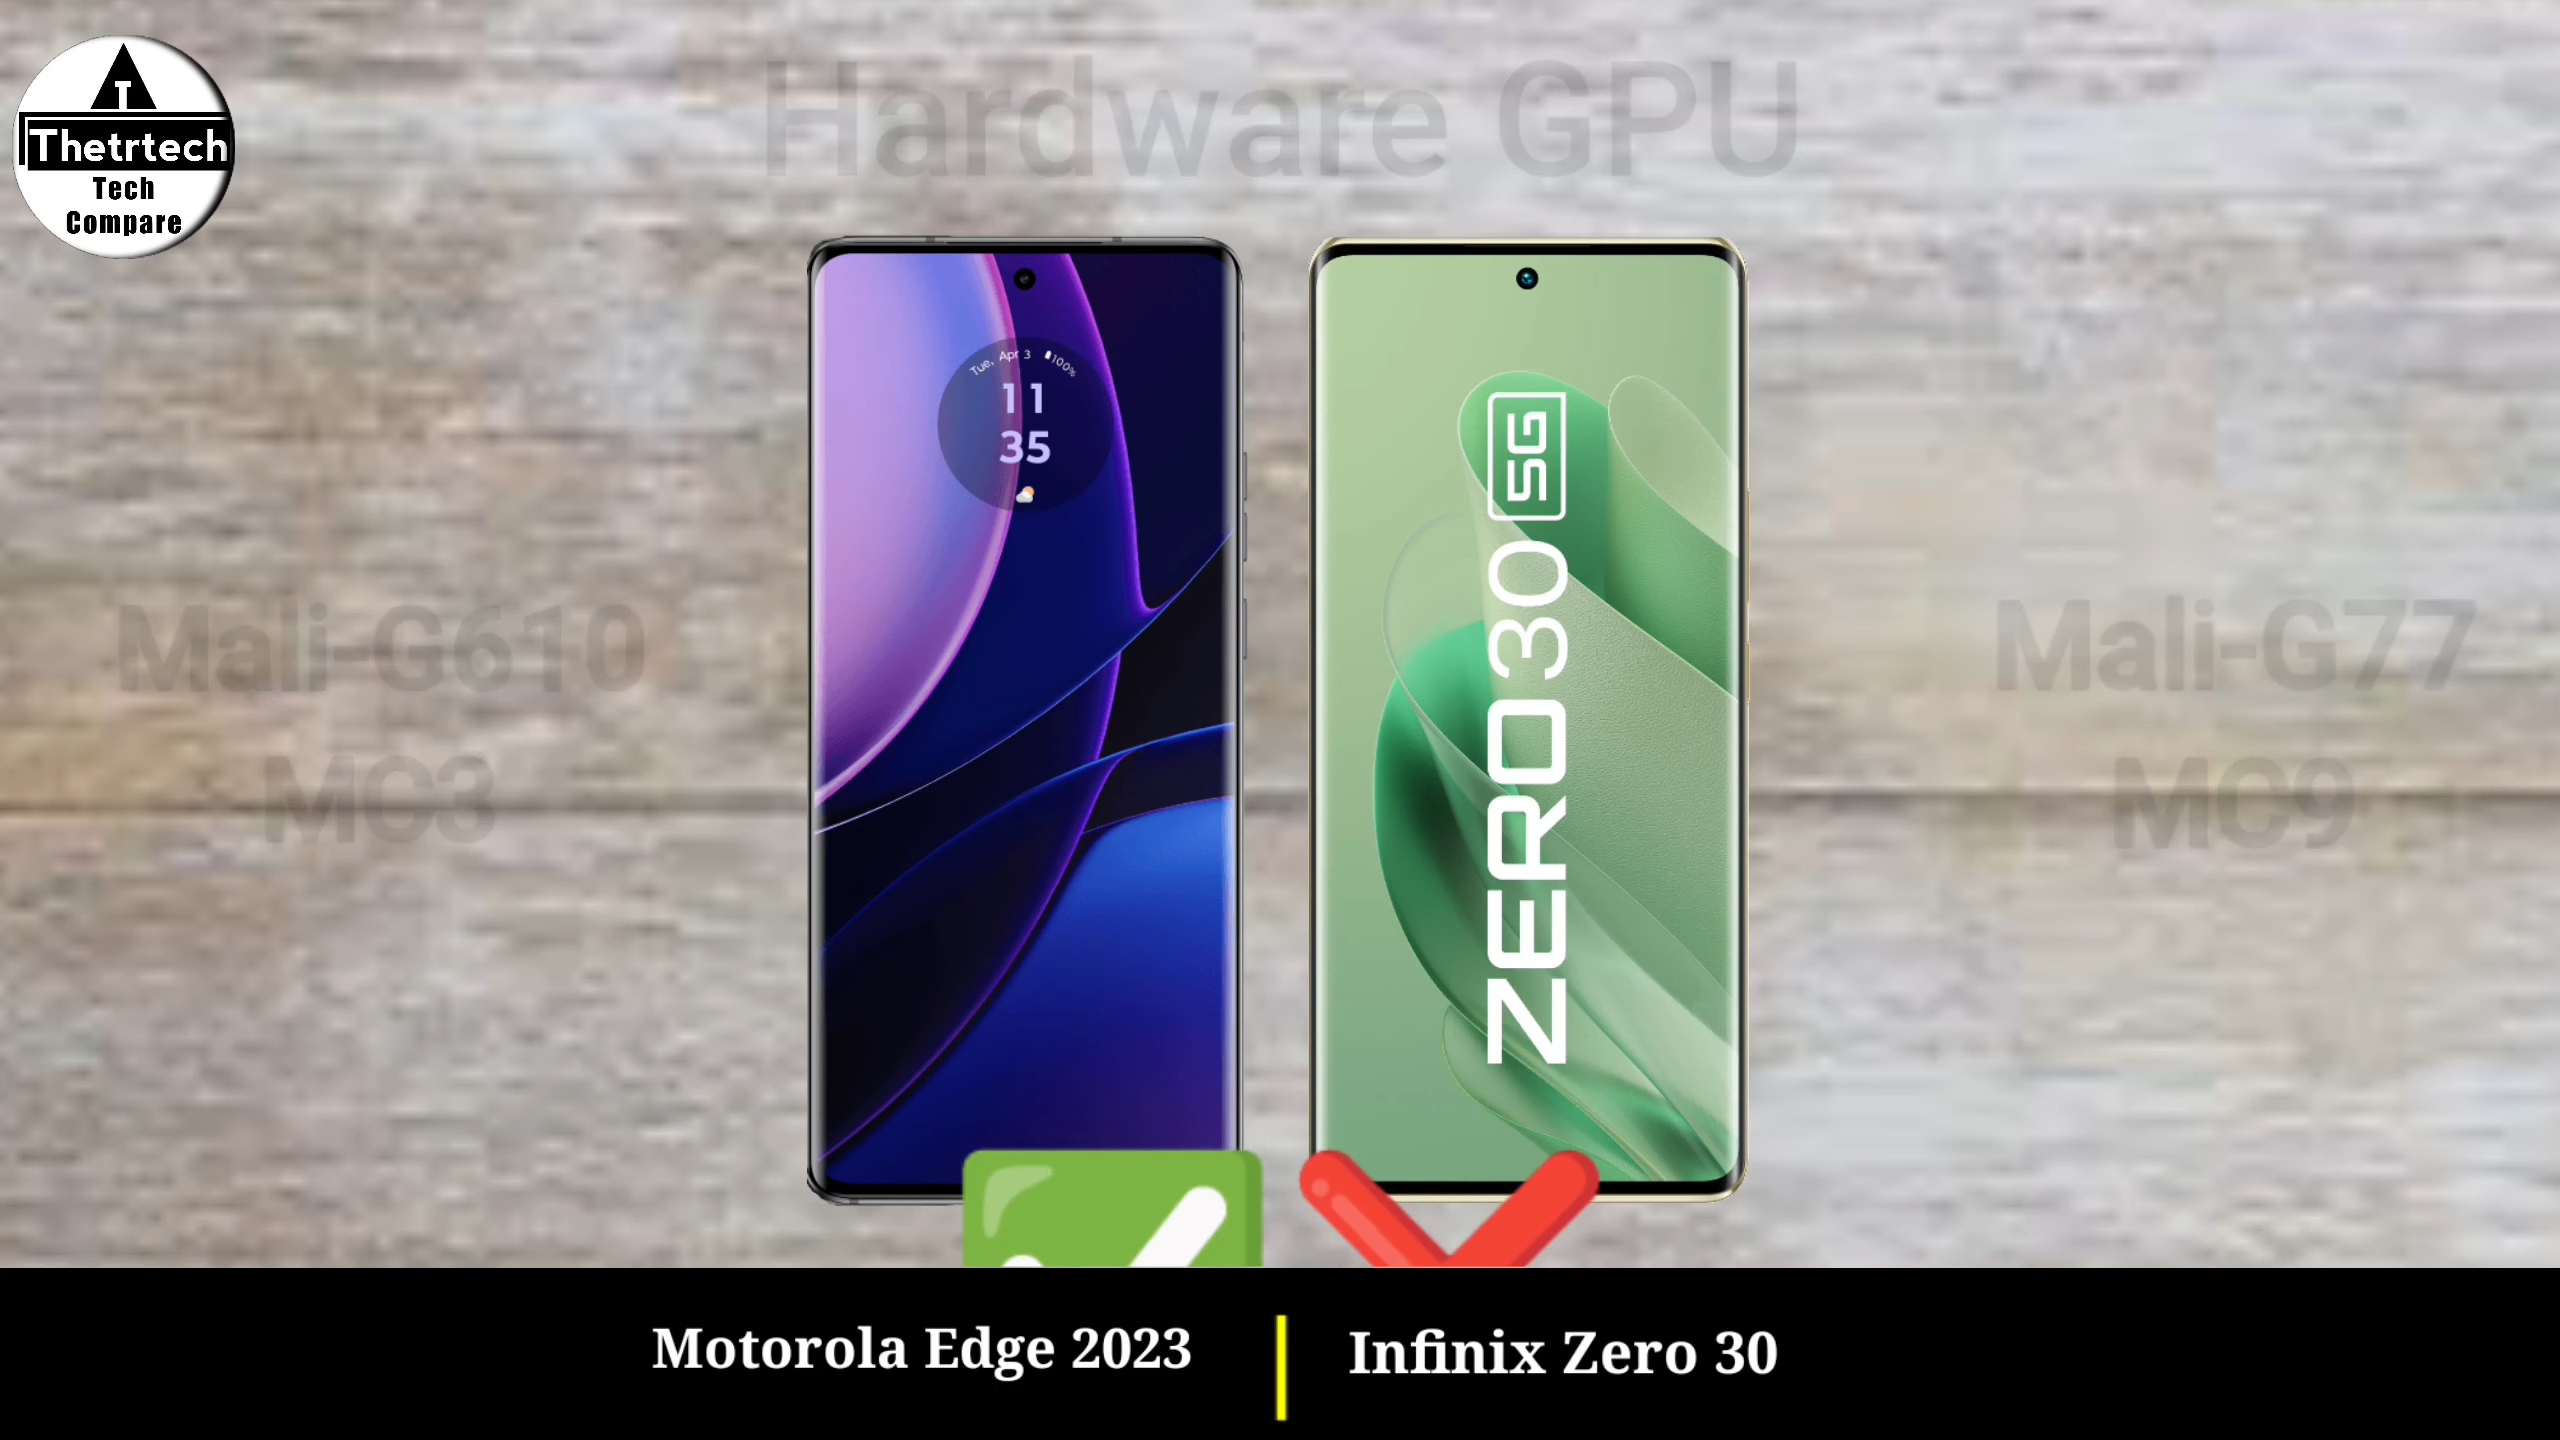 T
Thetrtech
Tech
Compare
Hardware GPU
Tue, Apr 3 100%
11
35
Mali-G610
MC3
ZERO 30 5G
Mali-G77
MC9
Motorola Edge 2023
Infinix Zero 30